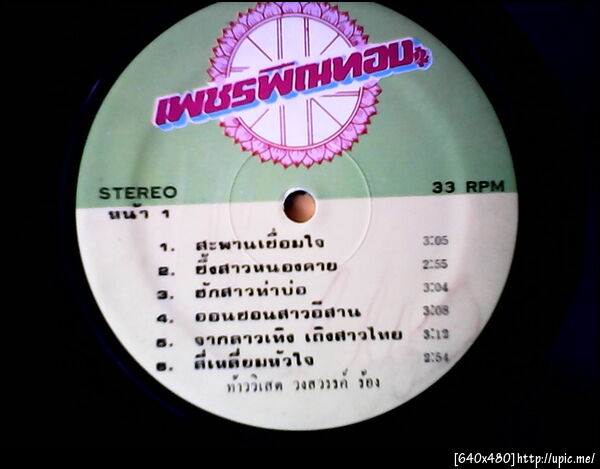 เพชรพิณทอง
STEREO 33 RPM
หน้า 1
1. สะพานเยื่อมใจ 3:05
2. ฮึ้งสาวหนองคาย 2:55
3. ฮักสาวท่าบ่อ 3:04
4. ออนซอนสาวอีสาน 3:08
5. จากลาวเทิง เถิงสาวไทย 3:12
6. สี่เหลี่ยมหัวใจ 2:54
ท้าววิเสด วงสวรรค์ ร้อง
[640x480]http://upic.me/